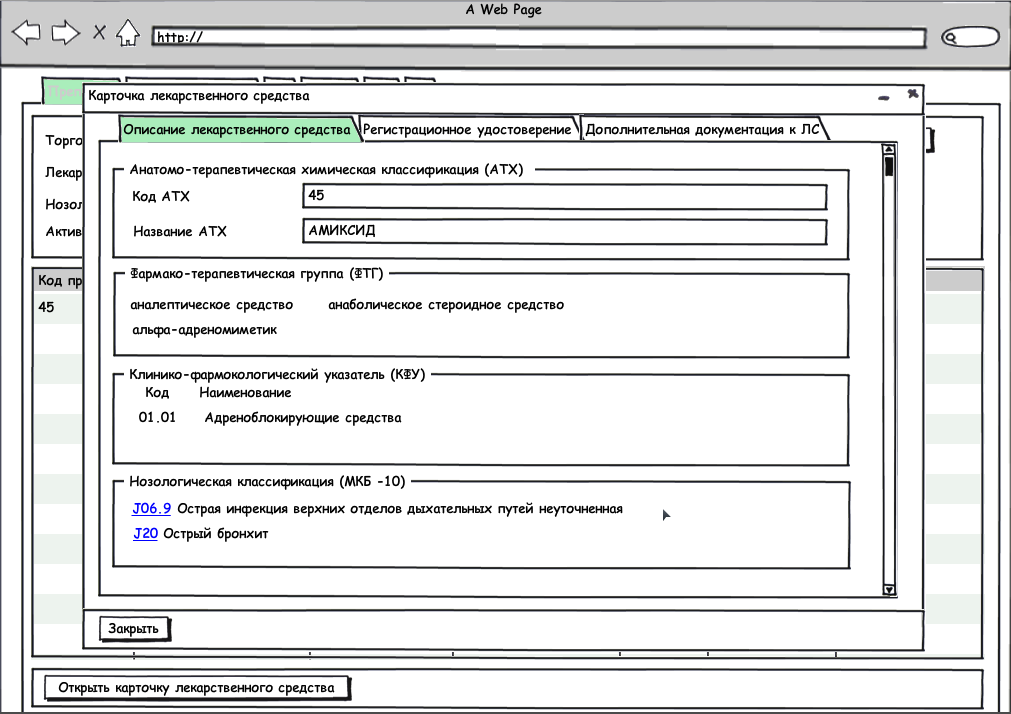 A Web Page
http://
Карточка лекарственного средства
Описание лекарственного средства
Регистрационное удостоверение
Дополнительная документация к ЛС
Торго
Лекар
Нозол
Актив
Код пр
45
Анатомо-терапевтическая химическая классификация (АТХ)
Код АТХ
45
Название АТХ
АМИКСИД
Фармако-терапевтическая группа (ФТГ)
аналептическое средство анаболическое стероидное средство
альфа-адреномиметик
Клинико-фармокологический указатель (КФУ)
Код Наименование
01.01 Адреноблокирующие средства
Нозологическая классификация (МКБ -10)
J06.9 Острая инфекция верхних отделов дыхательных путей неуточненная
J20 Острый бронхит
Закрыть
Открыть карточку лекарственного средства